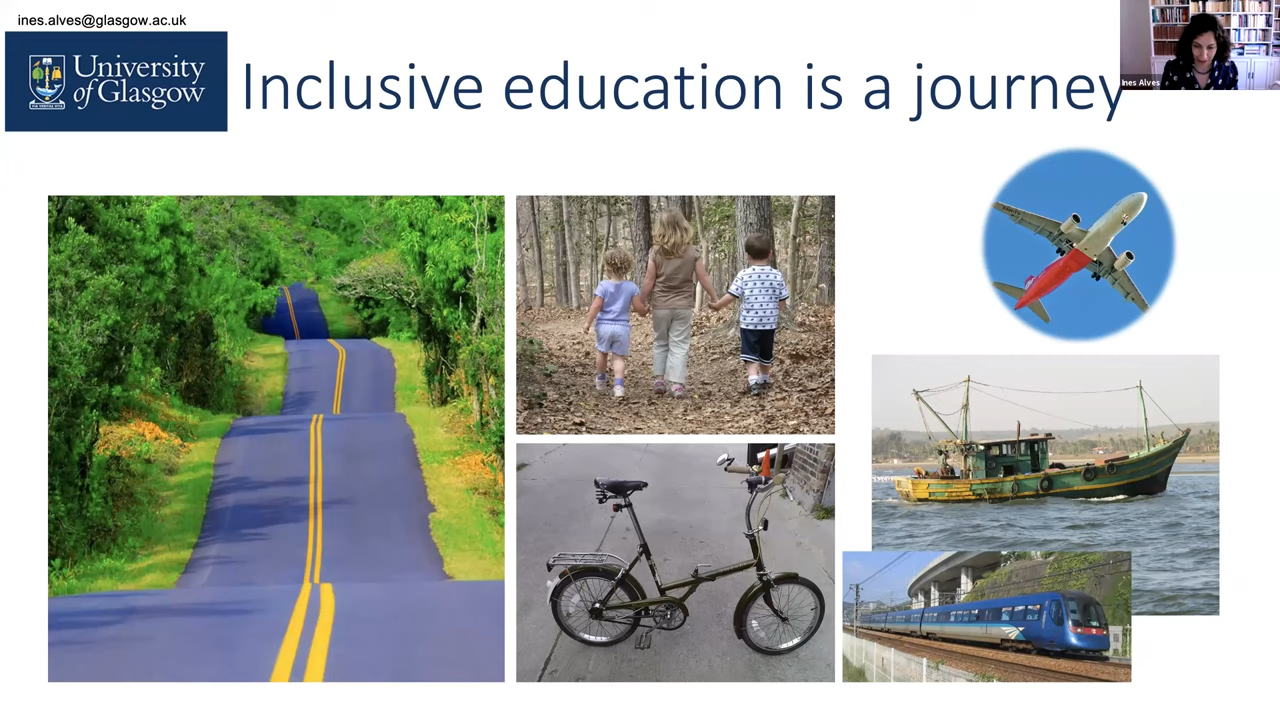 ines.alves@glasgow.ac.uk
University
of Glasgow
Inclusive education is a journey
Ines Alves